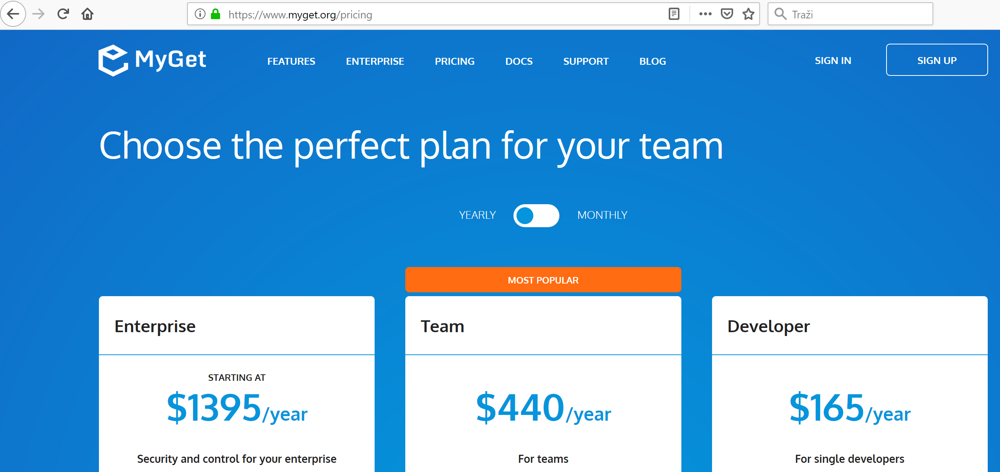 https://www.myget.org/pricing
Traži
MyGet
FEATURES ENTERPRISE PRICING DOCS SUPPORT BLOG SIGN IN SIGN UP
Choose the perfect plan for your team
YEARLY MONTHLY
MOST POPULAR
Enterprise
STARTING AT
$1395/year
Security and control for your enterprise
Team
$440/year
For teams
Developer
$165/year
For single developers